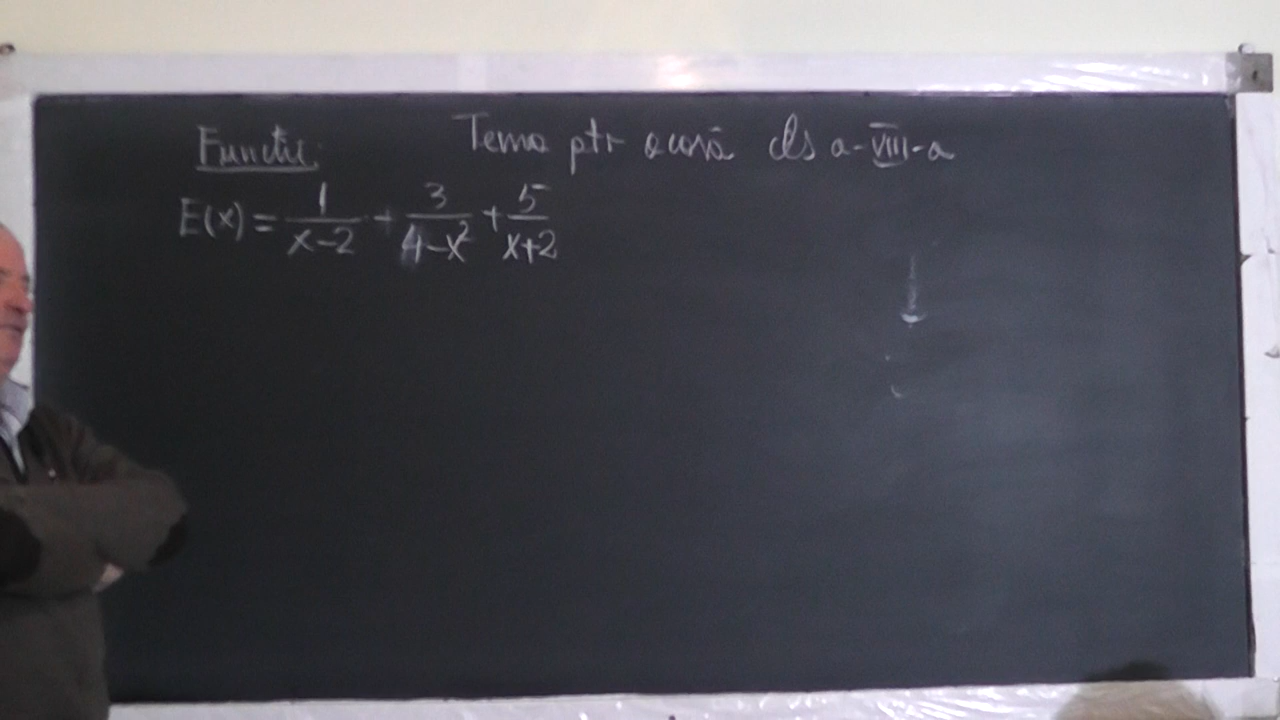 Funcții Tema ptr acasă cls a-VIII-a
E(x) = 1/(x-2) + 3/(4-x²) + 5/(x+2)